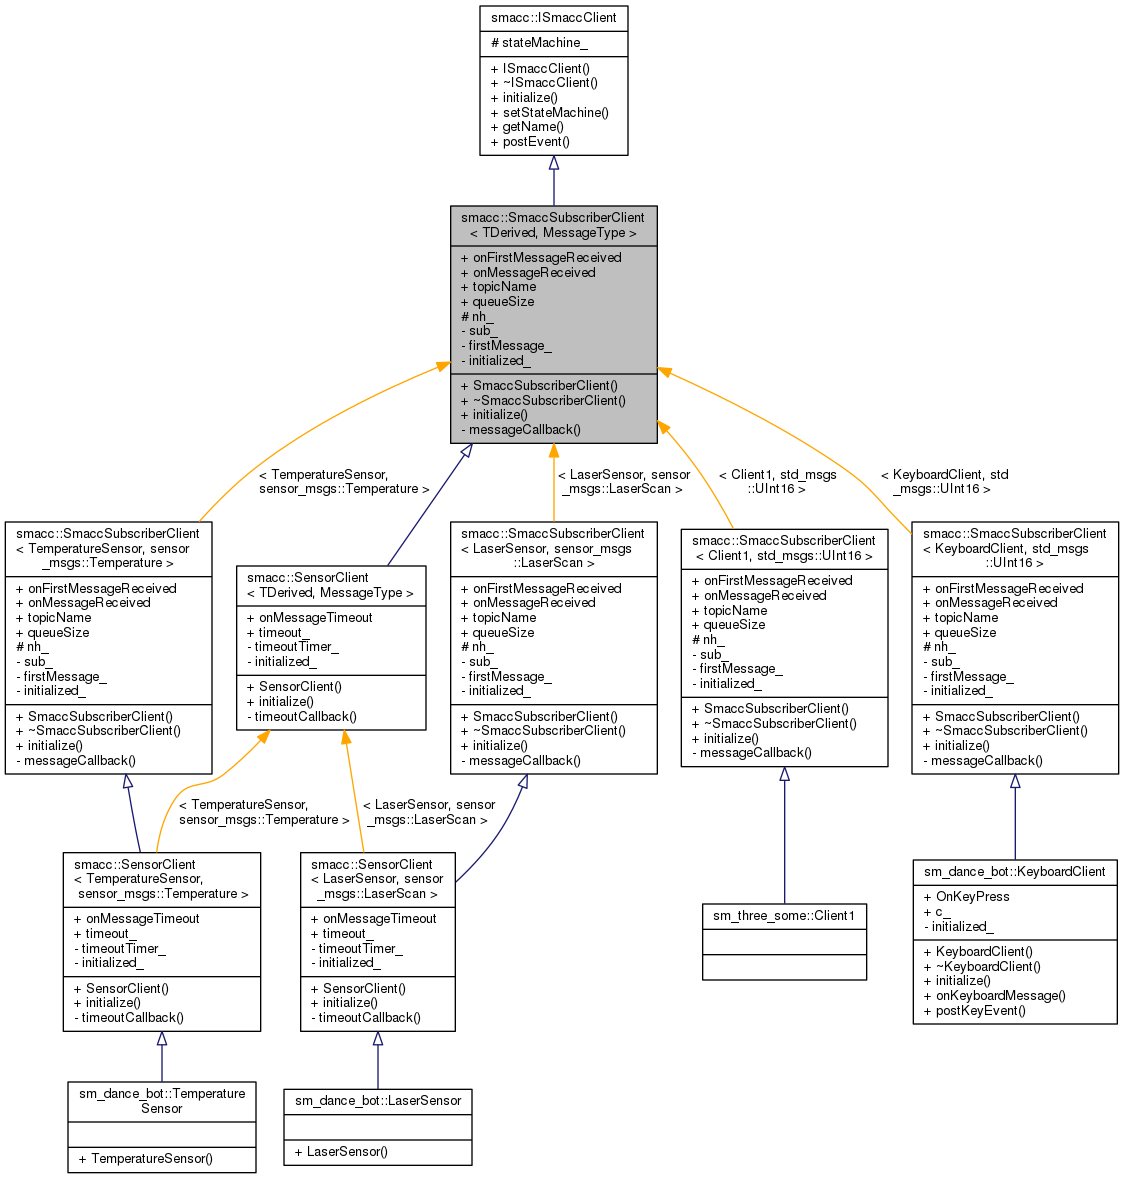 smacc::ISmaccClient
# stateMachine_
+ ISmaccClient()
+ ~ISmaccClient()
+ initialize()
+ setStateMachine()
+ getName()
+ postEvent()
smacc::SmaccSubscriberClient
< TDerived, MessageType >
+ onFirstMessageReceived
+ onMessageReceived
+ topicName
+ queueSize
# nh_
- sub_
- firstMessage_
- initialized_
+ SmaccSubscriberClient()
+ ~SmaccSubscriberClient()
+ initialize()
- messageCallback()
< TemperatureSensor,
sensor_msgs::Temperature >
< LaserSensor, sensor
_msgs::LaserScan >
< Client1, std_msgs
::UInt16 >
< KeyboardClient, std
_msgs::UInt16 >
smacc::SmaccSubscriberClient
< TemperatureSensor, sensor
_msgs::Temperature >
+ onFirstMessageReceived
+ onMessageReceived
+ topicName
+ queueSize
# nh_
- sub_
- firstMessage_
- initialized_
+ SmaccSubscriberClient()
+ ~SmaccSubscriberClient()
+ initialize()
- messageCallback()
smacc::SensorClient
< TDerived, MessageType >
+ onMessageTimeout
+ timeout_
- timeoutTimer_
- initialized_
+ SensorClient()
+ initialize()
- timeoutCallback()
smacc::SmaccSubscriberClient
< LaserSensor, sensor_msgs
::LaserScan >
+ onFirstMessageReceived
+ onMessageReceived
+ topicName
+ queueSize
# nh_
- sub_
- firstMessage_
- initialized_
+ SmaccSubscriberClient()
+ ~SmaccSubscriberClient()
+ initialize()
- messageCallback()
smacc::SmaccSubscriberClient
< Client1, std_msgs::UInt16 >
+ onFirstMessageReceived
+ onMessageReceived
+ topicName
+ queueSize
# nh_
- sub_
- firstMessage_
- initialized_
+ SmaccSubscriberClient()
+ ~SmaccSubscriberClient()
+ initialize()
- messageCallback()
smacc::SmaccSubscriberClient
< KeyboardClient, std_msgs
::UInt16 >
+ onFirstMessageReceived
+ onMessageReceived
+ topicName
+ queueSize
# nh_
- sub_
- firstMessage_
- initialized_
+ SmaccSubscriberClient()
+ ~SmaccSubscriberClient()
+ initialize()
- messageCallback()
< TemperatureSensor,
sensor_msgs::Temperature >
< LaserSensor, sensor
_msgs::LaserScan >
smacc::SensorClient
< TemperatureSensor,
sensor_msgs::Temperature >
+ onMessageTimeout
+ timeout_
- timeoutTimer_
- initialized_
+ SensorClient()
+ initialize()
- timeoutCallback()
smacc::SensorClient
< LaserSensor, sensor
_msgs::LaserScan >
+ onMessageTimeout
+ timeout_
- timeoutTimer_
- initialized_
+ SensorClient()
+ initialize()
- timeoutCallback()
sm_three_some::Client1
sm_dance_bot::KeyboardClient
+ OnKeyPress
+ c_
- initialized_
+ KeyboardClient()
+ ~KeyboardClient()
+ initialize()
+ onKeyboardMessage()
+ postKeyEvent()
sm_dance_bot::Temperature
Sensor
+ TemperatureSensor()
sm_dance_bot::LaserSensor
+ LaserSensor()